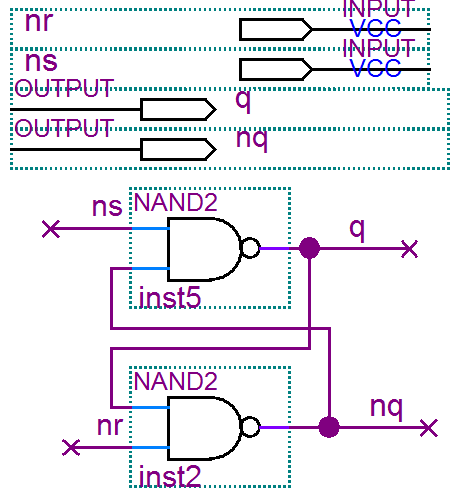 nr INPUT
VCC
ns INPUT
VCC
OUTPUT q
OUTPUT nq
ns NAND2 q
inst5
NAND2
nr nq
inst2